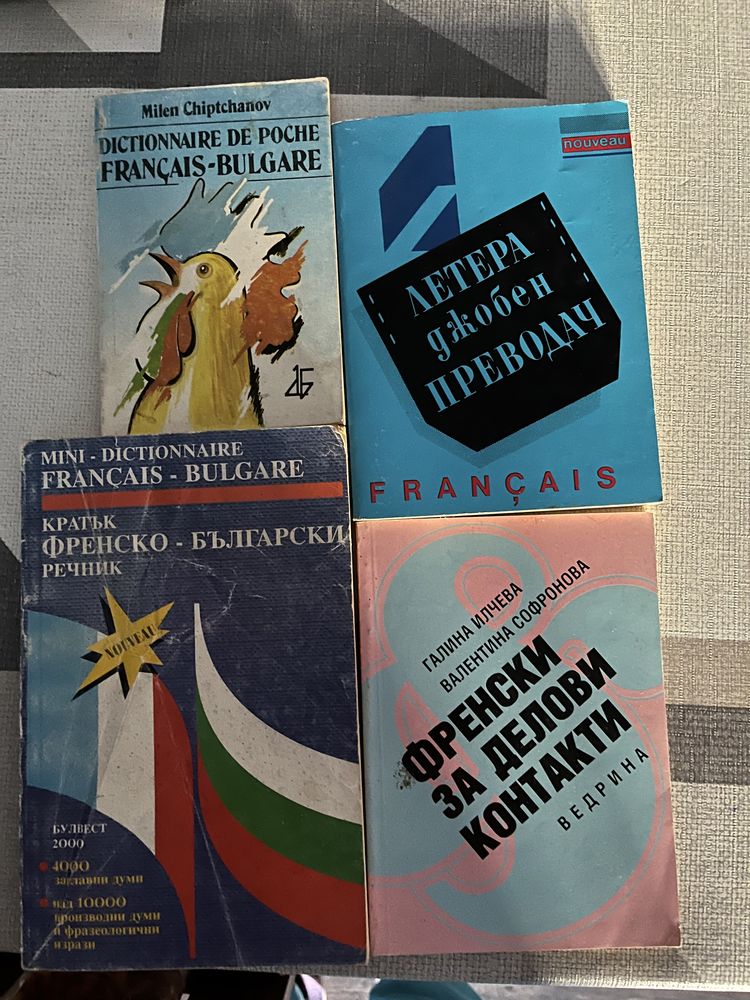 Milen Chiptchanov
DICTIONNAIRE DE POCHE
FRANÇAIS-BULGARE
nouveau
ЛЕТЕРА
джобен
ПРЕВОДАЧ
FRANÇAIS
MINI - DICTIONNAIRE
FRANÇAIS - BULGARE
КРАТЪК
ФРЕНСКО - БЪЛГАРСКИ
РЕЧНИК
NOUVEAU
БУЛВЕСТ
2000
4000
заглавни думи
над 10000
производни думи
и фразеологични
изрази
ГАЛИНА ИЛЧЕВА
ВАЛЕНТИНА СОФРОНОВА
ФРЕНСКИ
ЗА ДЕЛОВИ
КОНТАКТИ
ВЕДРИНА